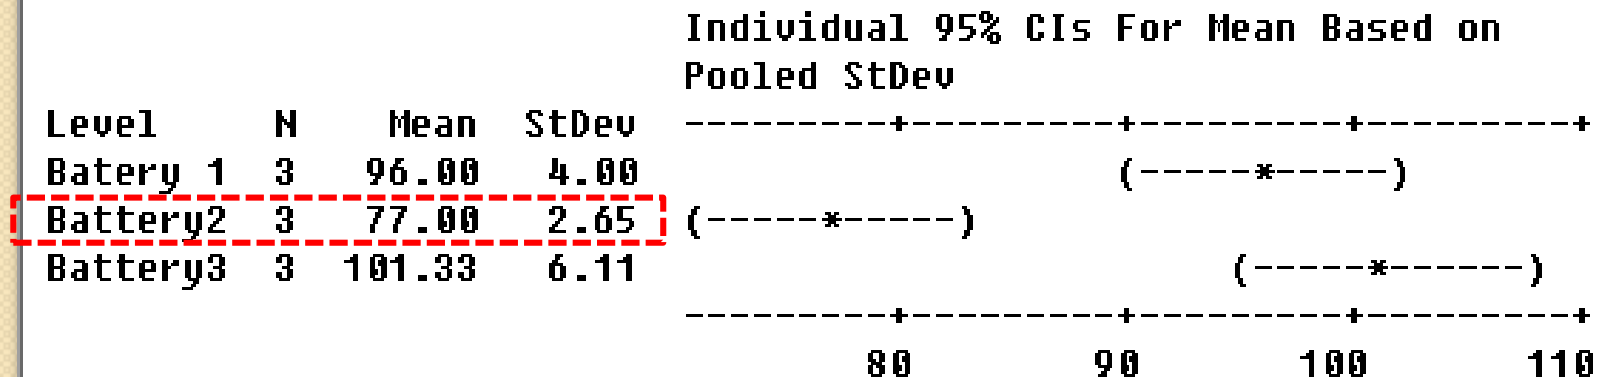 Individual 95% CIs For Mean Based on
Pooled StDev
Level      N     Mean   StDev   ---------+---------+---------+---------+
Batery 1   3    96.00    4.00                      (-----*-----)
Battery2   3    77.00    2.65   (-----*-----)
Battery3   3   101.33    6.11                           (-----*------)
---------+---------+---------+---------+
80        90       100       110